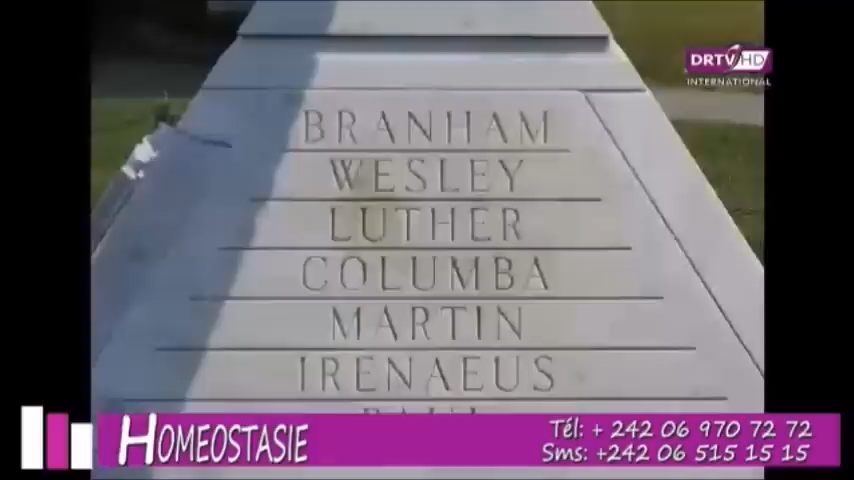 DRTV HD
INTERNATIONAL
BRANHAM
WESLEY
LUTHER
COLUMBA
MARTIN
IRENAEUS
HOMEOSTASIE
Tél: + 242 06 970 72 72
Sms: +242 06 515 15 15